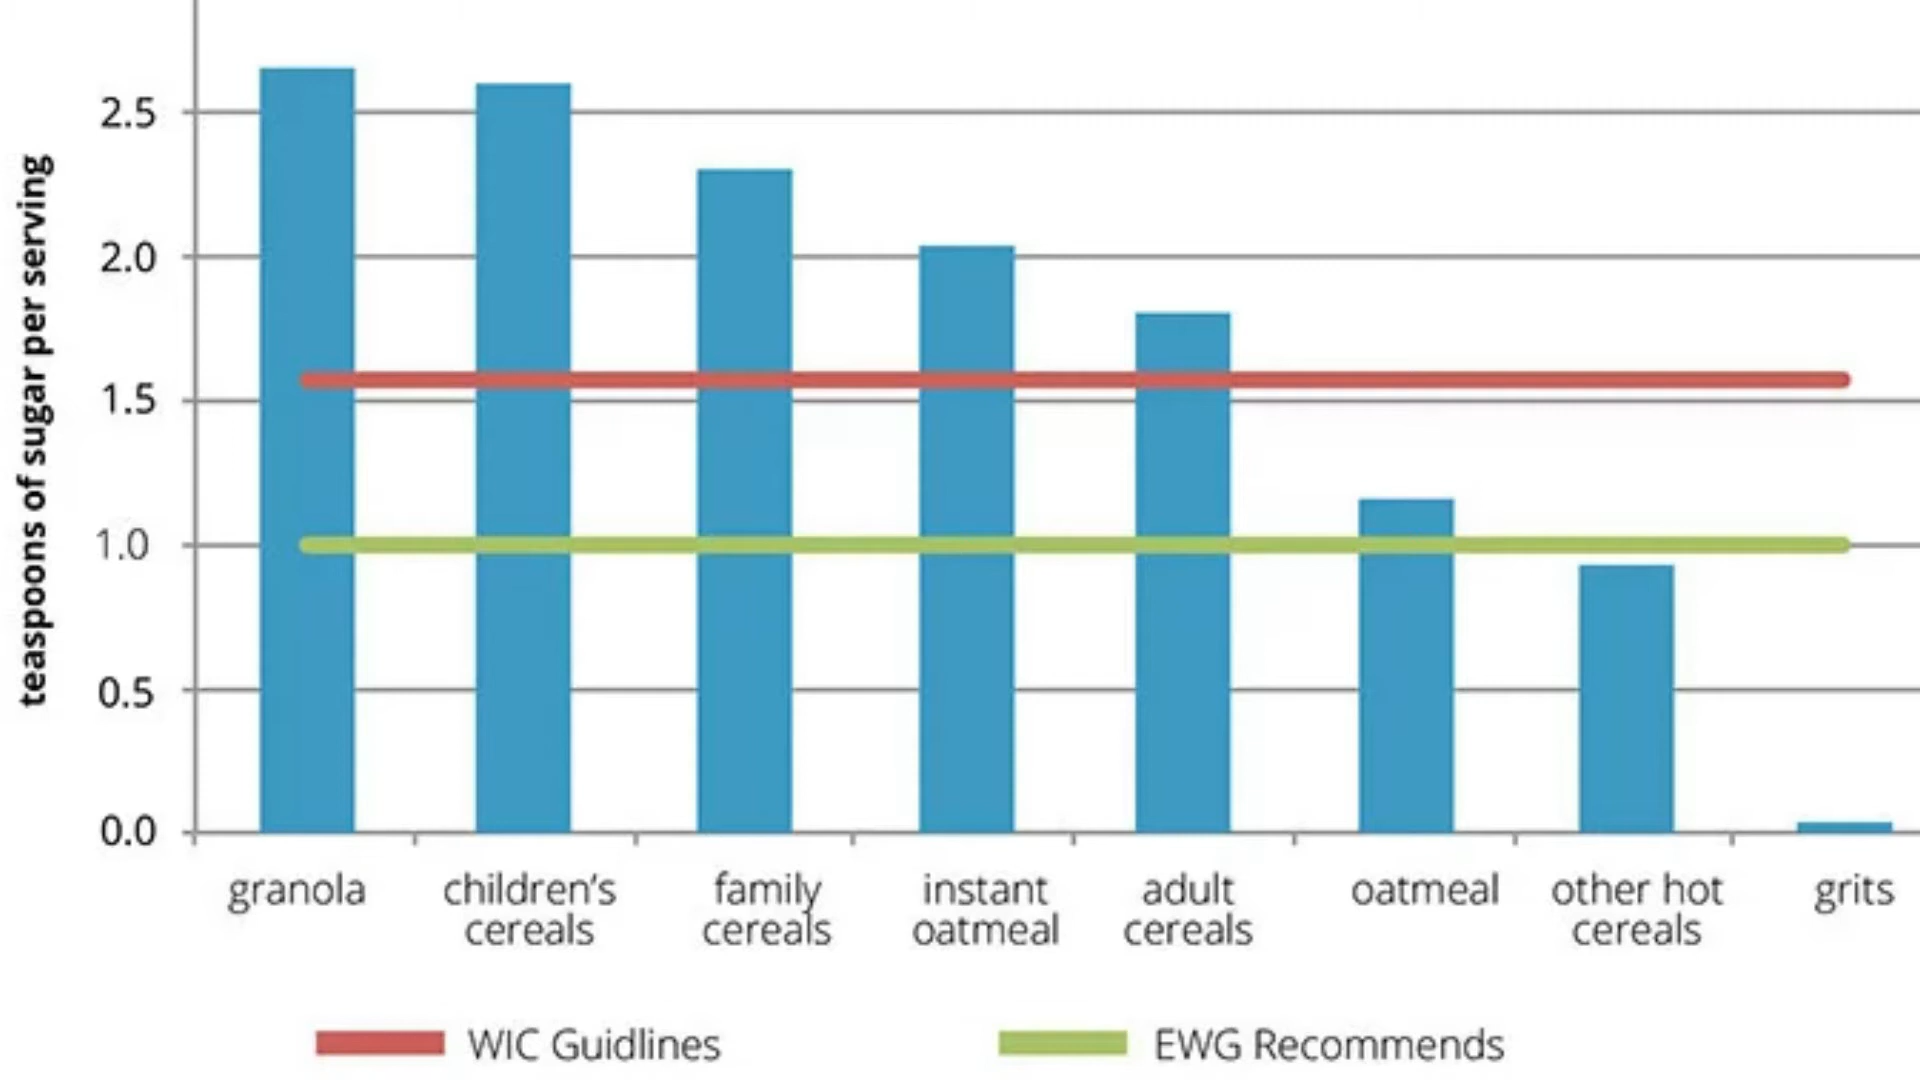 teaspoons of sugar per serving
2.5
2.0
1.5
1.0
0.5
0.0
granola
children's
cereals
family
cereals
instant
oatmeal
adult
cereals
oatmeal
other hot
cereals
grits
WIC Guidlines
EWG Recommends